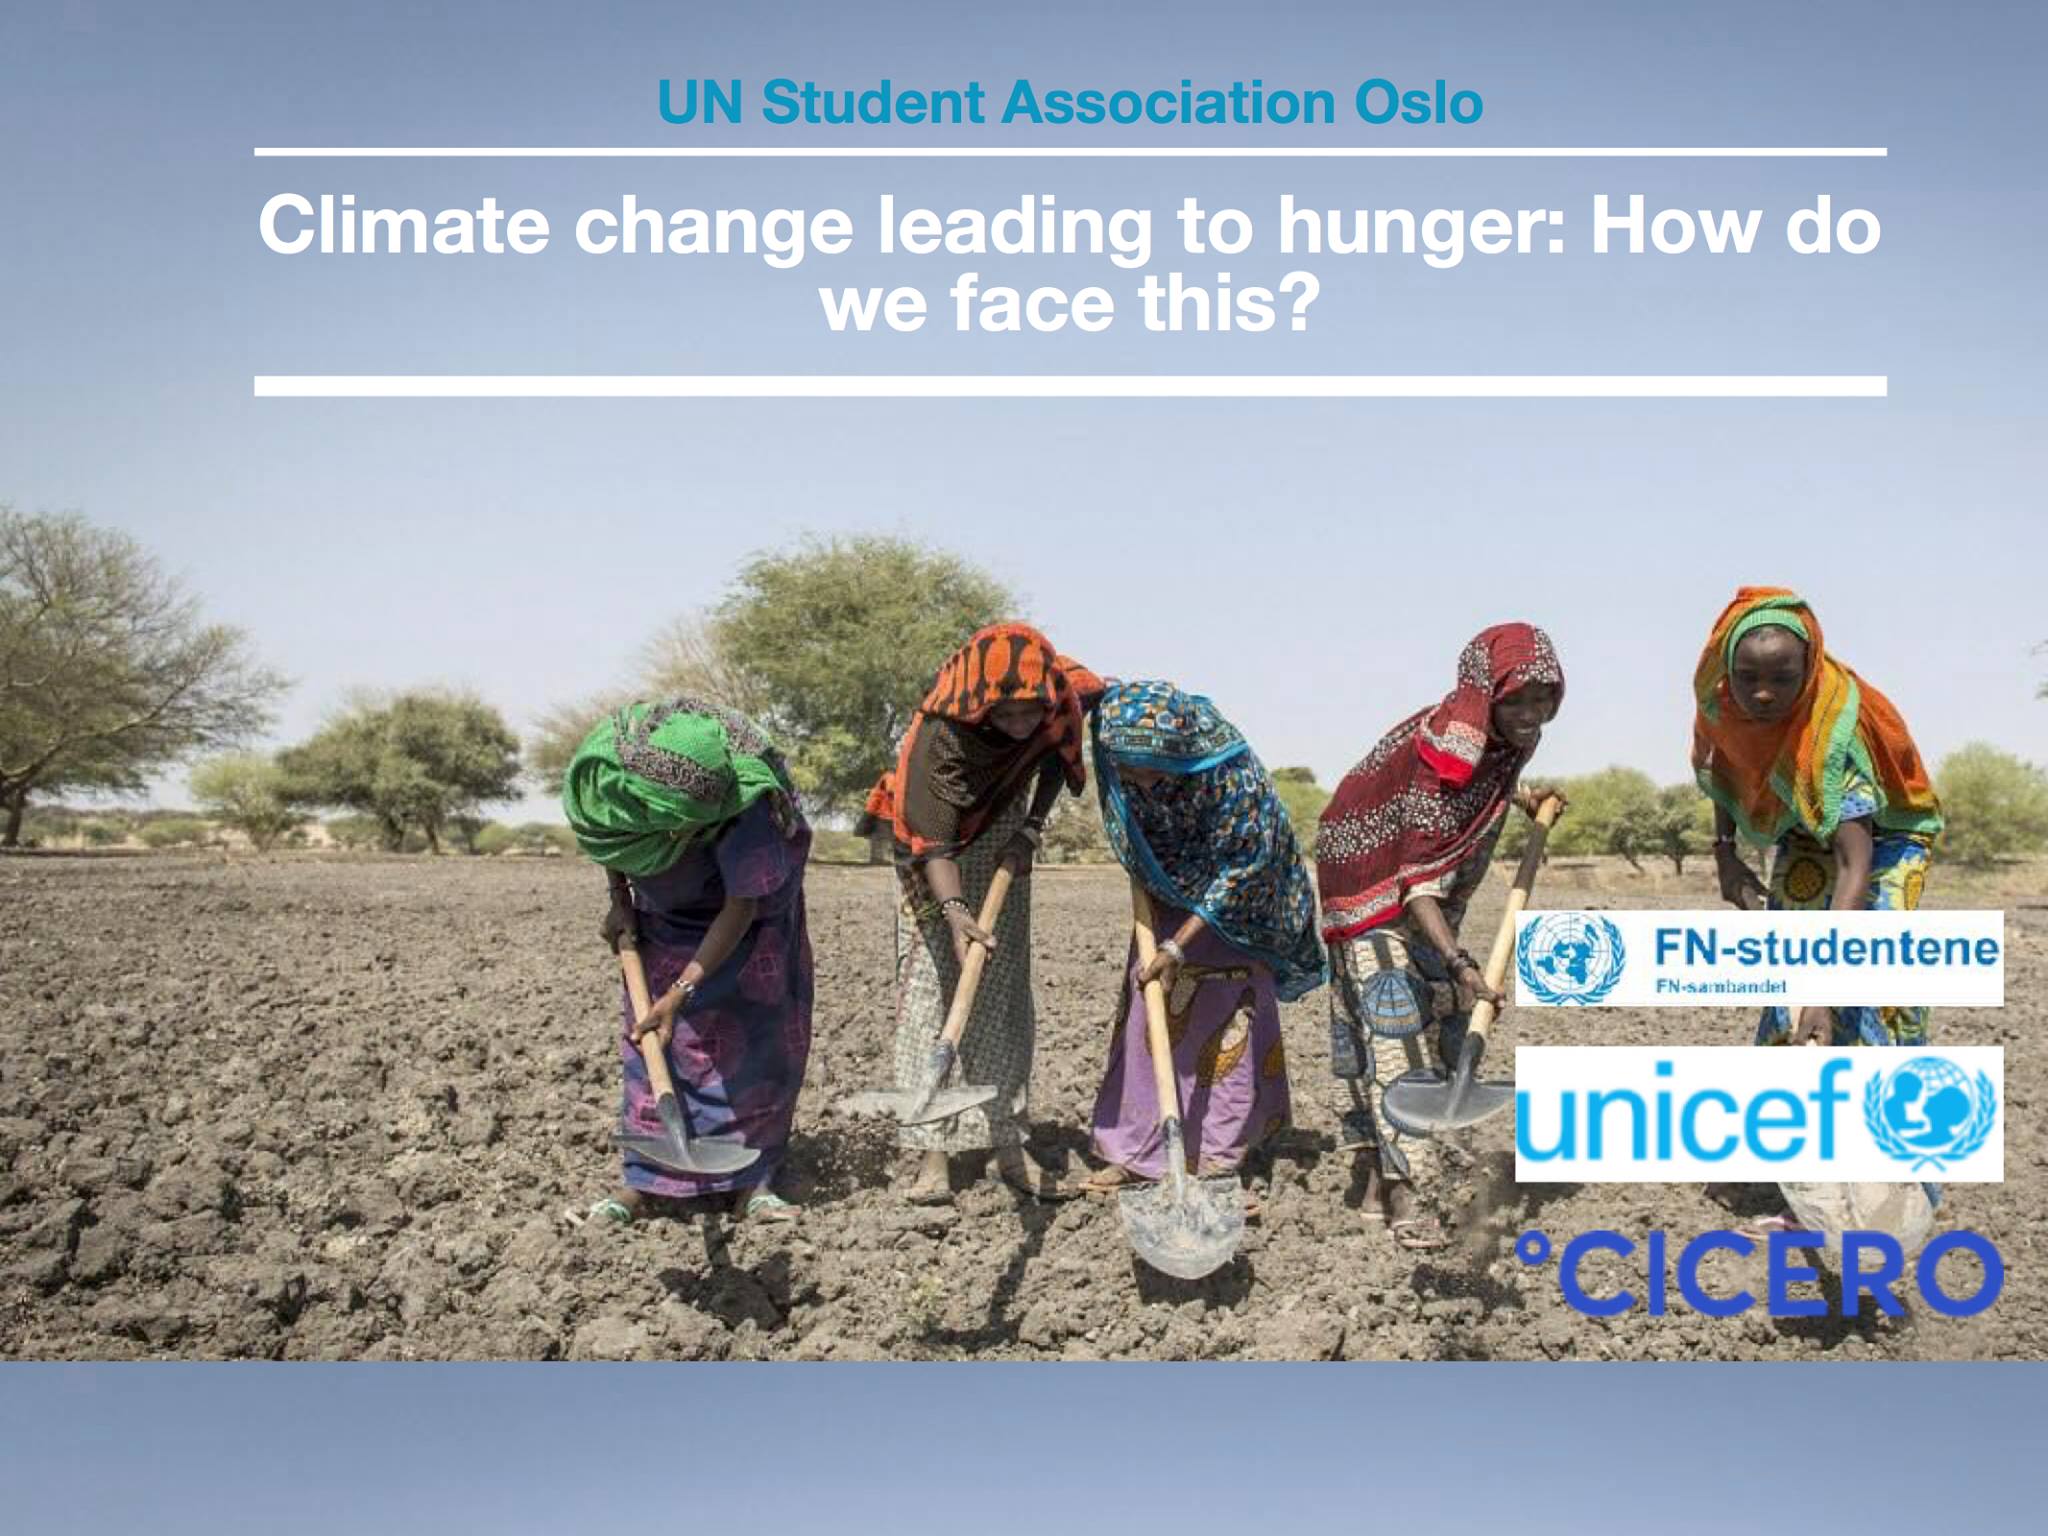 UN Student Association Oslo
Climate change leading to hunger: How do
we face this?
FN-studentene
FN-sambandet
unicef
°CICERO